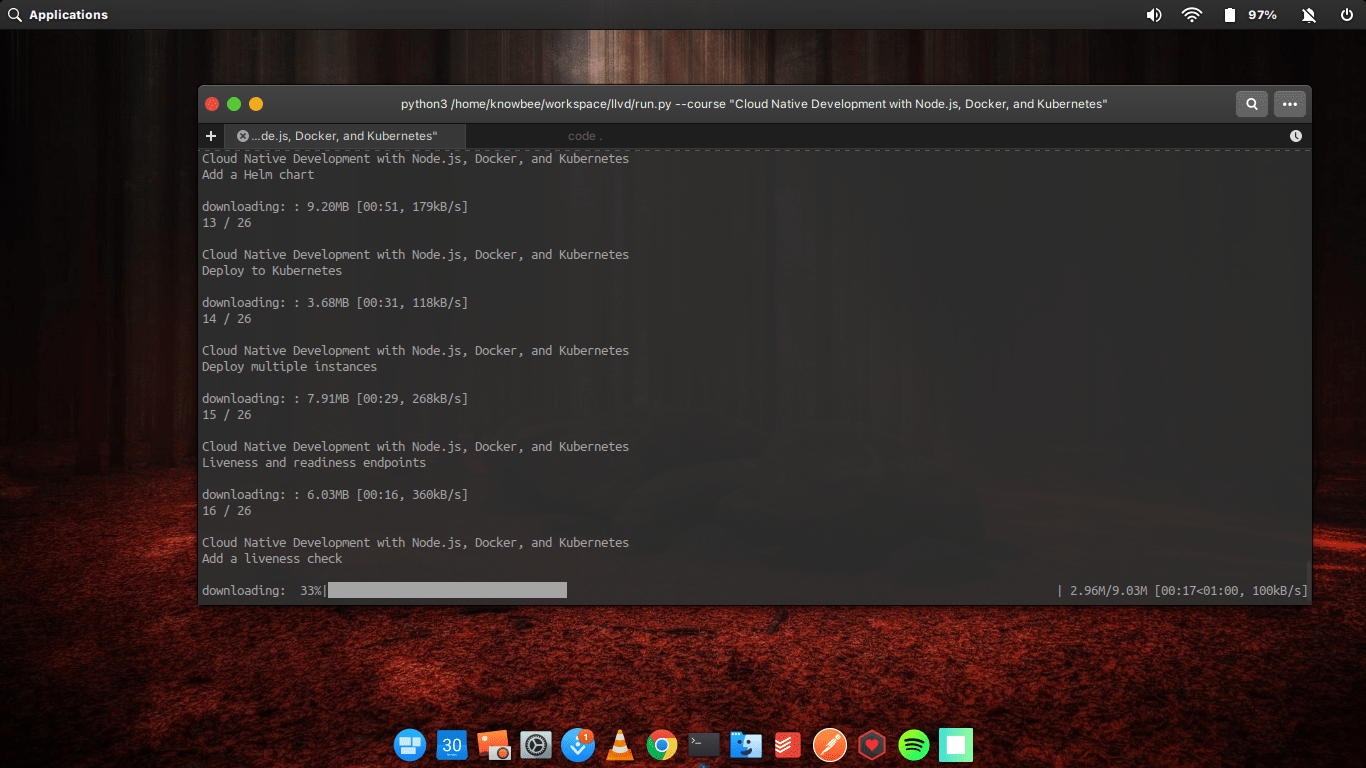 Applications
97%
python3 /home/knowbee/workspace/llvd/run.py --course "Cloud Native Development with Node.js, Docker, and Kubernetes"
...de.js, Docker, and Kubernetes"
code .
Cloud Native Development with Node.js, Docker, and Kubernetes
Add a Helm chart
downloading: : 9.20MB [00:51, 179kB/s]
13 / 26
Cloud Native Development with Node.js, Docker, and Kubernetes
Deploy to Kubernetes
downloading: : 3.68MB [00:31, 118kB/s]
14 / 26
Cloud Native Development with Node.js, Docker, and Kubernetes
Deploy multiple instances
downloading: : 7.91MB [00:29, 268kB/s]
15 / 26
Cloud Native Development with Node.js, Docker, and Kubernetes
Liveness and readiness endpoints
downloading: : 6.03MB [00:16, 360kB/s]
16 / 26
Cloud Native Development with Node.js, Docker, and Kubernetes
Add a liveness check
downloading:  33%| | 2.96M/9.03M [00:17<01:00, 100kB/s]
30
1